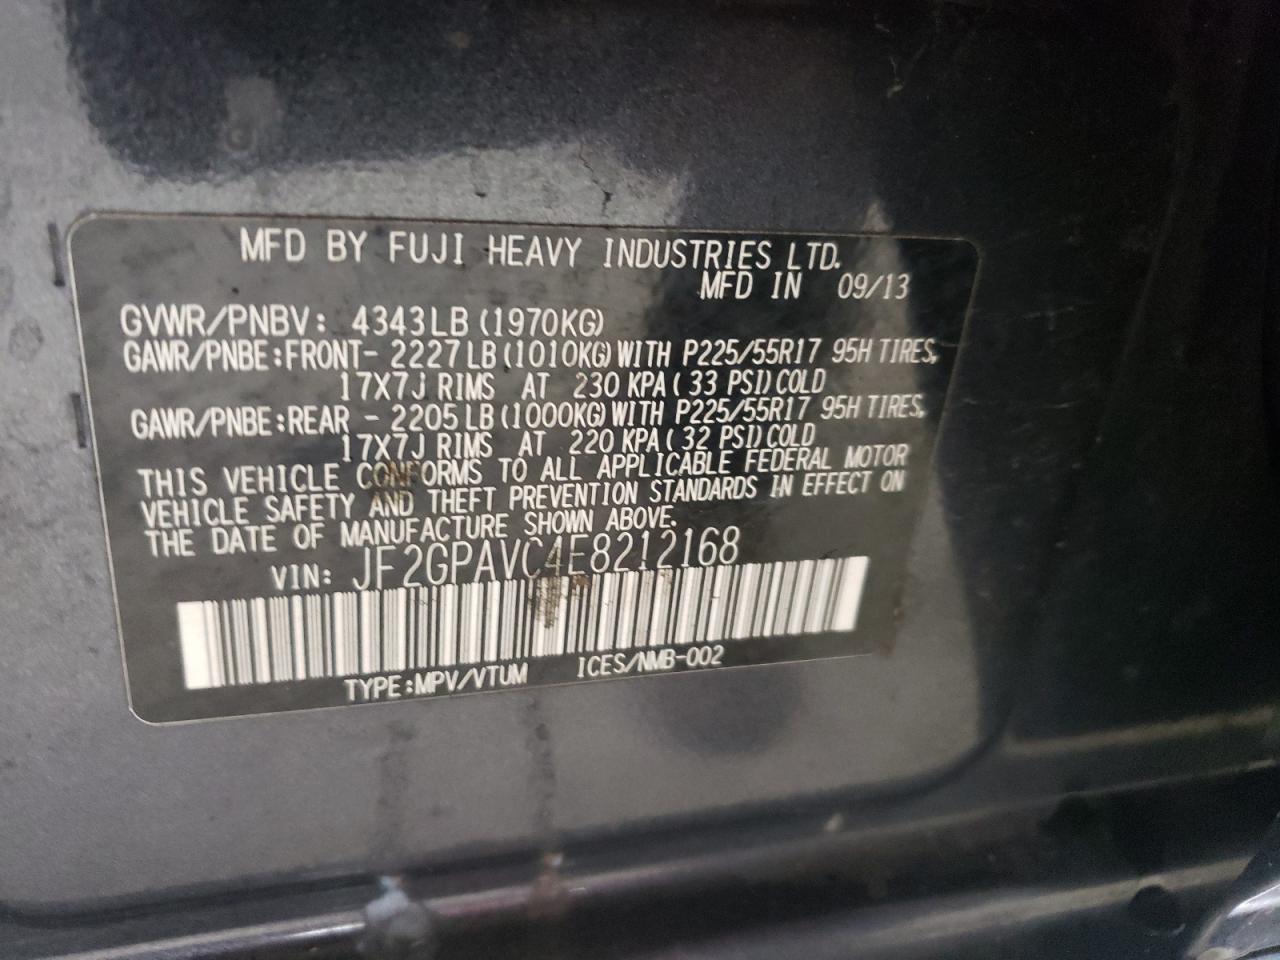 MFD BY FUJI HEAVY INDUSTRIES LTD.
MFD IN 09/13
GVWR/PNBV: 4343LB (1970KG)
GAWR/PNBE:FRONT- 2227LB(1010KG)WITH P225/55R17 95H TIRES,
17X7J RIMS AT 230 KPA( 33 PSI)COLD
GAWR/PNBE:REAR - 2205LB(1000KG)WITH P225/55R17 95H TIRES,
17X7J RIMS AT 220 KPA( 32 PSI)COLD
THIS VEHICLE CONFORMS TO ALL APPLICABLE FEDERAL MOTOR
VEHICLE SAFETY AND THEFT PREVENTION STANDARDS IN EFFECT ON
THE DATE OF MANUFACTURE SHOWN ABOVE.
VIN: JF2GPAVC4E8212168
TYPE:MPV/VTUM ICES/NMB-002